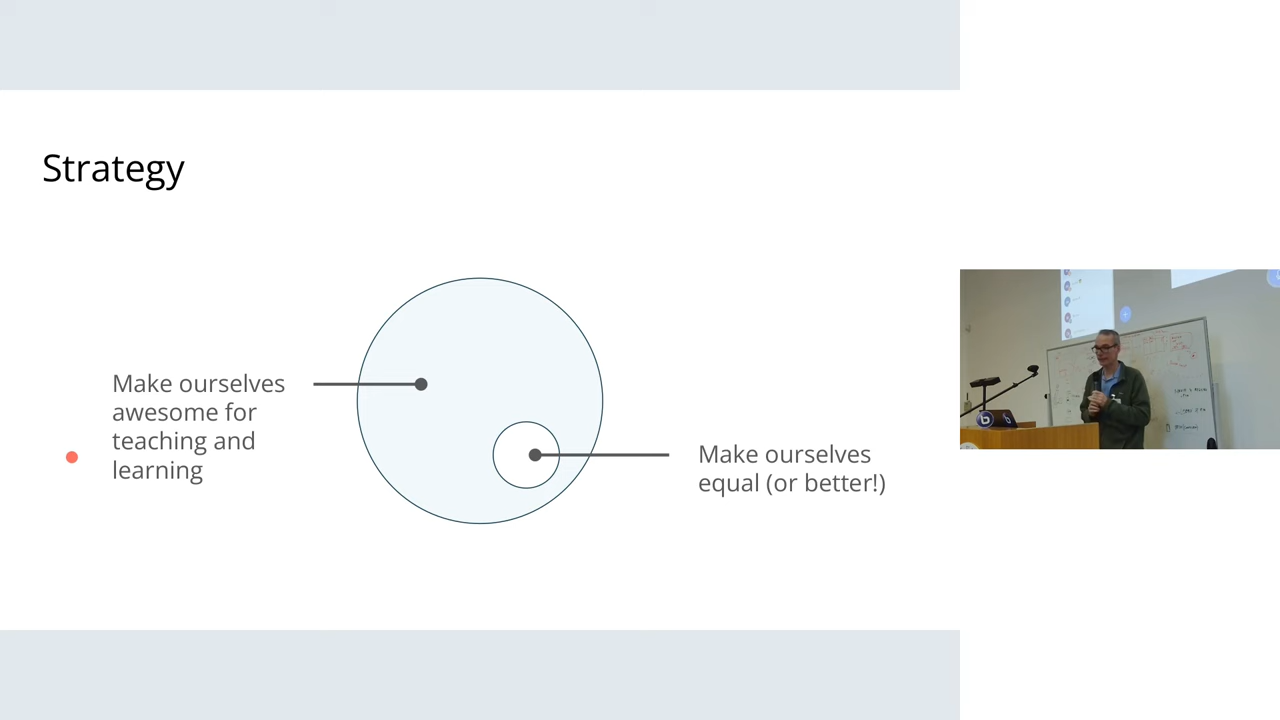 Strategy
Make ourselves
awesome for
teaching and
learning
Make ourselves
equal (or better!)